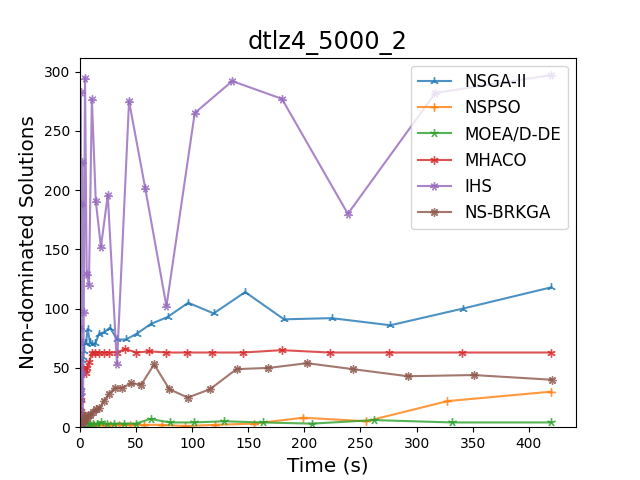 dtlz4_5000_2
Non-dominated Solutions
300
250
200
150
100
50
0
0 50 100 150 200 250 300 350 400
Time (s)
NSGA-II
NSPSO
MOEA/D-DE
MHACO
IHS
NS-BRKGA